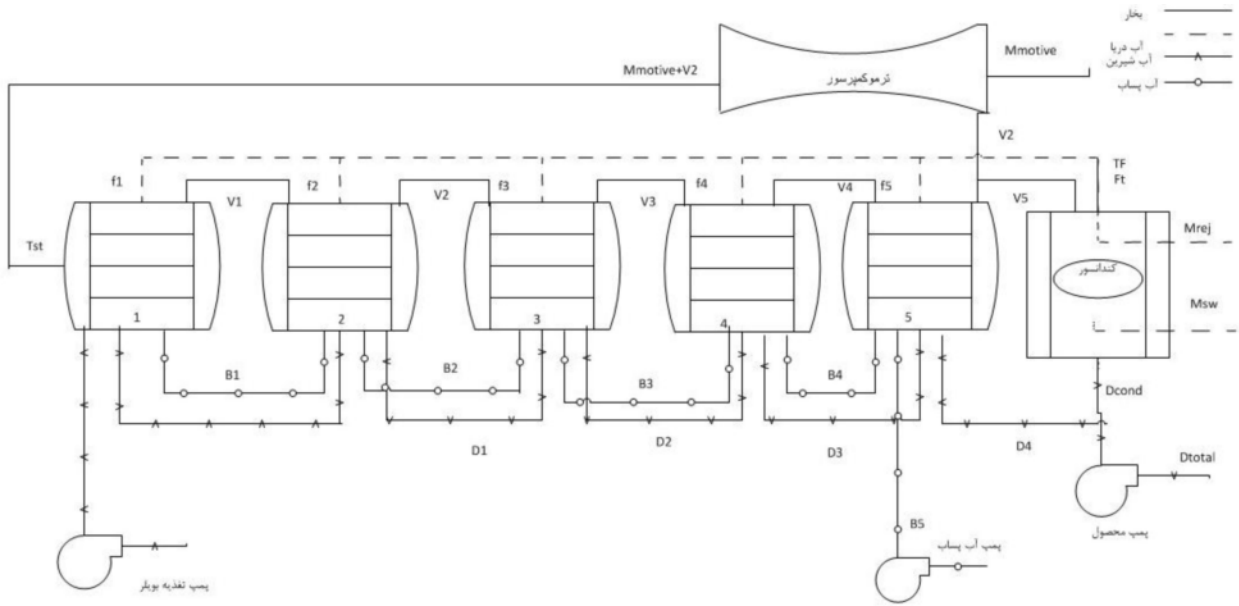 بخار
آب دریا
آب شیرین
آب پساب
Mmotive
Mmotive+V2
ترموکمپرسور
V2
TF
Ft
f1
f2
f3
f4
f5
V1
V2
V3
V4
V5
Tst
Mrej
کندانسور
Msw
1
2
3
4
5
B1
B2
B3
B4
Dcond
D1
D2
D3
D4
Dtotal
B5
پمپ محصول
پمپ آب پساب
پمپ تغذیه بویلر